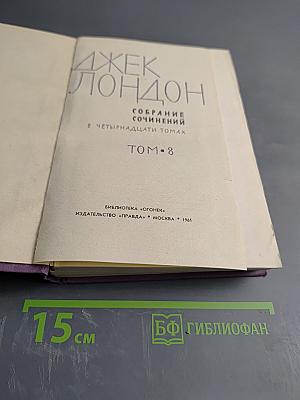 ДЖЕК
ЛОНДОН
СОБРАНИЕ
СОЧИНЕНИЙ
В ЧЕТЫРНАДЦАТИ ТОМАХ
ТОМ • 8
БИБЛИОТЕКА «ОГОНЕК»
ИЗДАТЕЛЬСТВО «ПРАВДА» • МОСКВА • 1961
15 см
БФ ГИБЛИОФАН